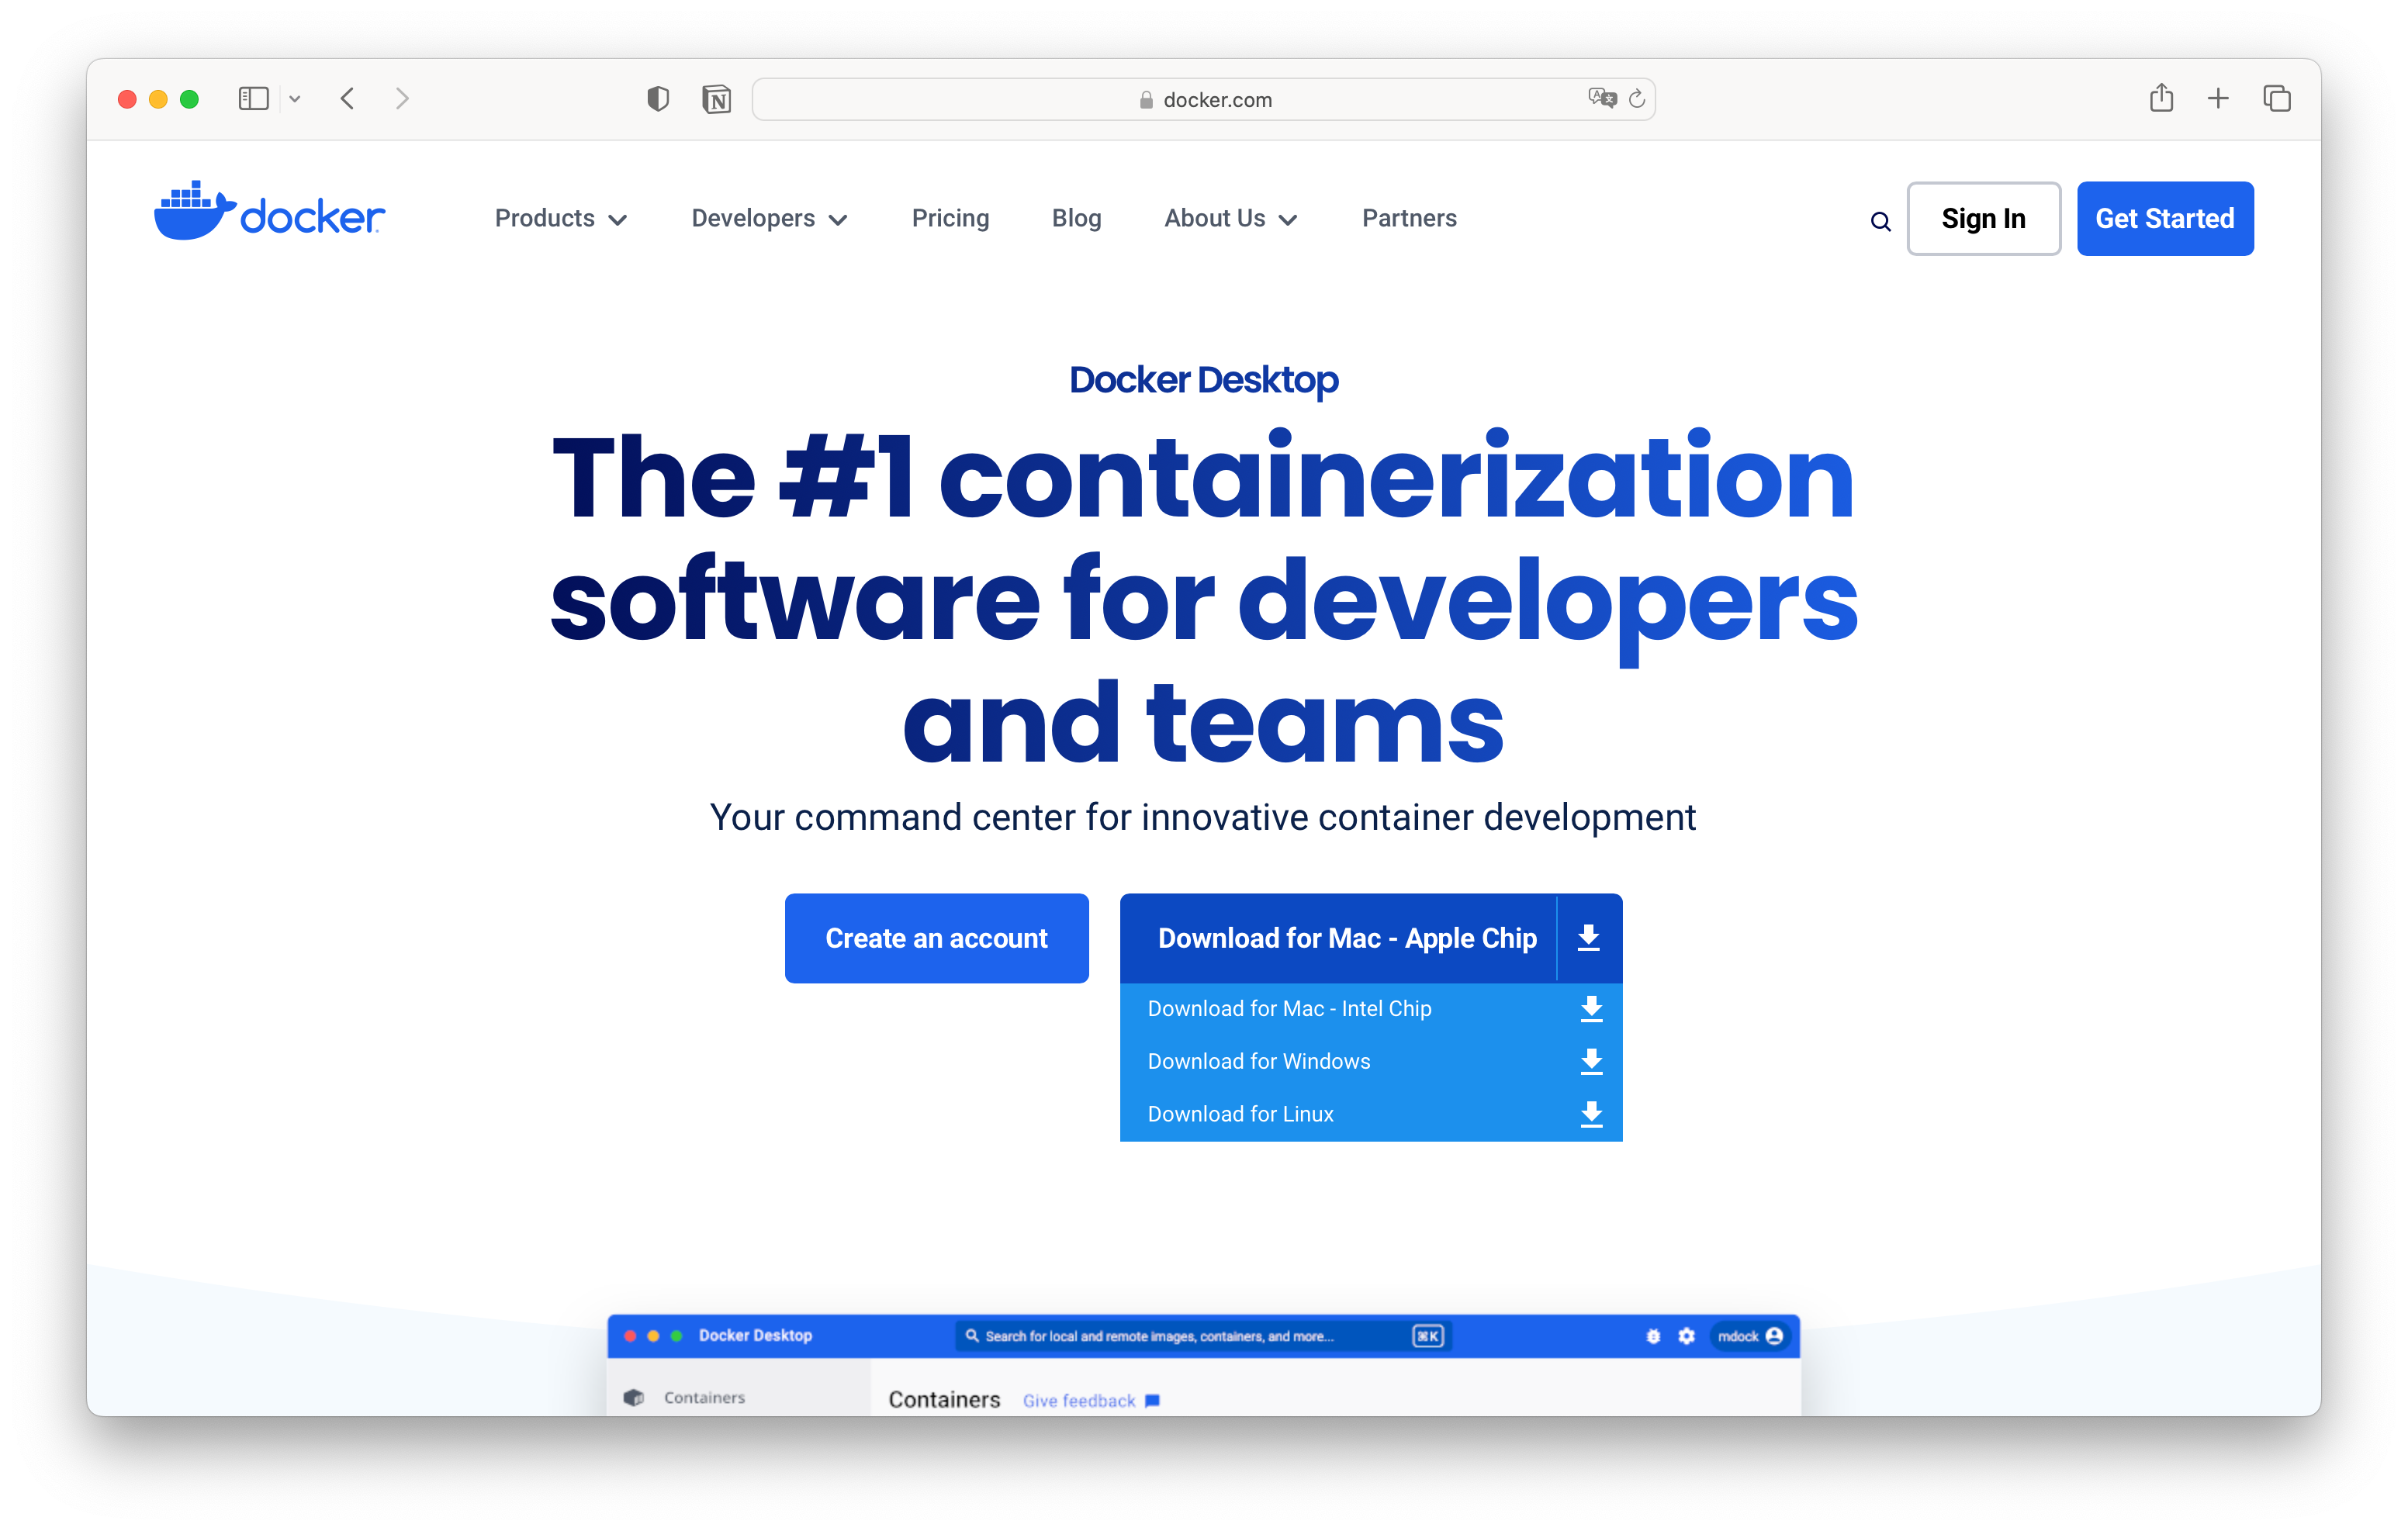 docker.com
docker
Products
Developers
Pricing
Blog
About Us
Partners
Sign In
Get Started
Docker Desktop
The #1 containerization
software for developers
and teams
Your command center for innovative container development
Create an account
Download for Mac - Apple Chip
Download for Mac - Intel Chip
Download for Windows
Download for Linux
Docker Desktop
Search for local and remote images, containers, and more...
⌘K
mdock
Containers
Containers
Give feedback